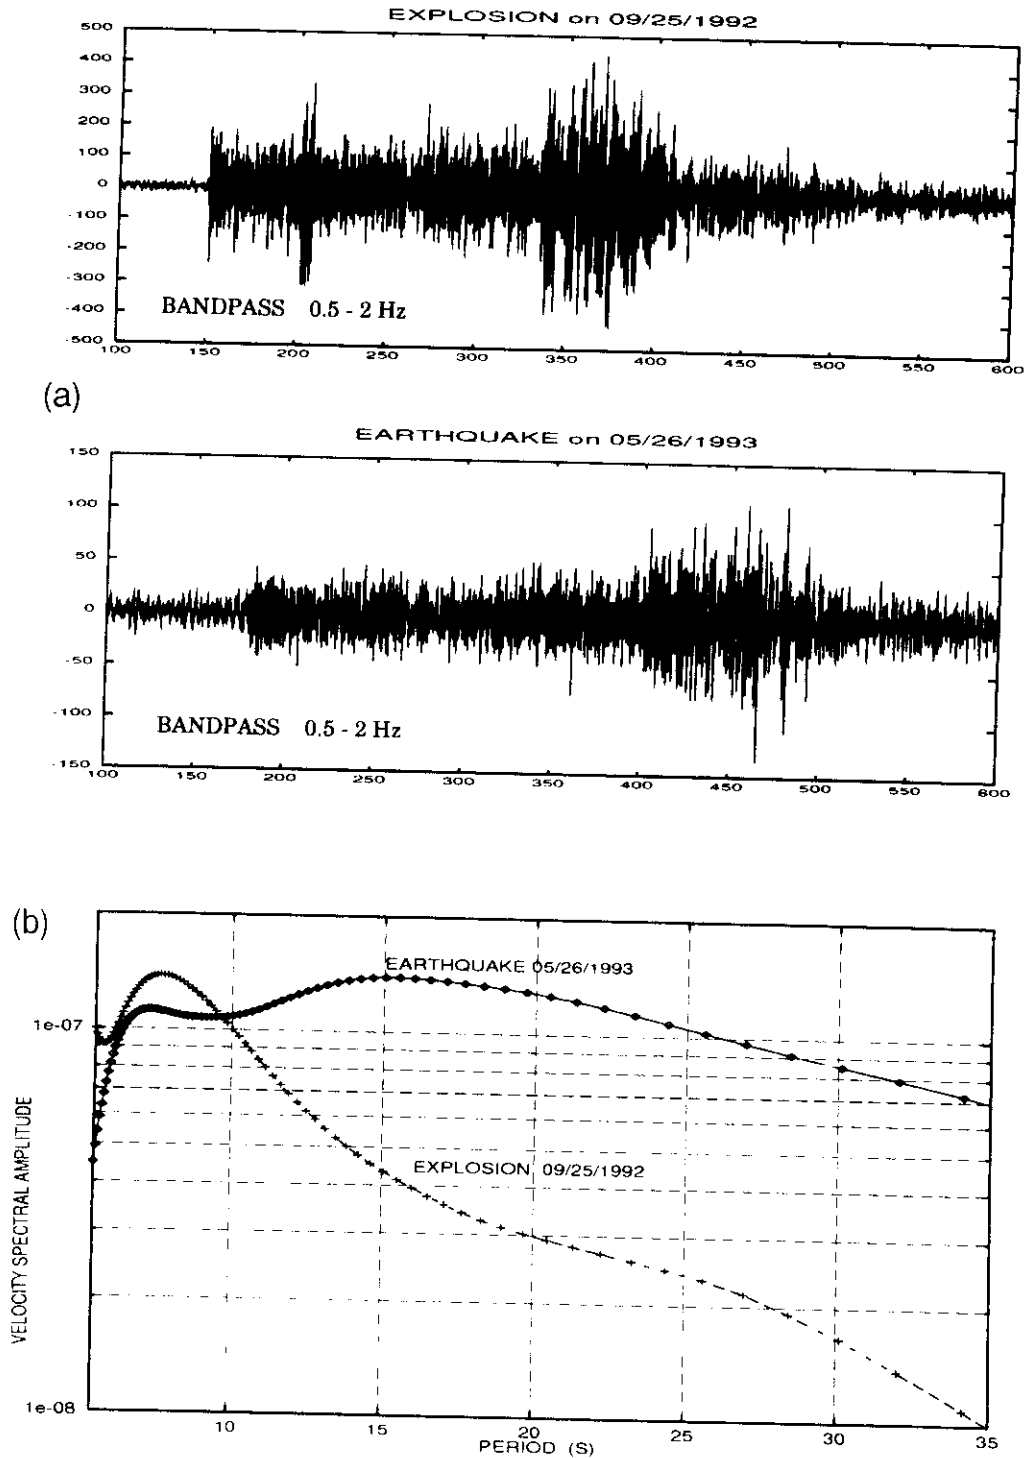 EXPLOSION on 09/25/1992
500
400
300
200
100
0
-100
-200
-300
-400
-500
BANDPASS 0.5 - 2 Hz
100 150 200 250 300 350 400 450 500 550 600
(a)
EARTHQUAKE on 05/26/1993
150
100
50
0
-50
-100
-150
BANDPASS 0.5 - 2 Hz
100 150 200 250 300 350 400 450 500 550 600
(b)
EARTHQUAKE 05/26/1993
1e-07
VELOCITY SPECTRAL AMPLITUDE
EXPLOSION 09/25/1992
1e-08
10 15 20 25 30 35
PERIOD (S)